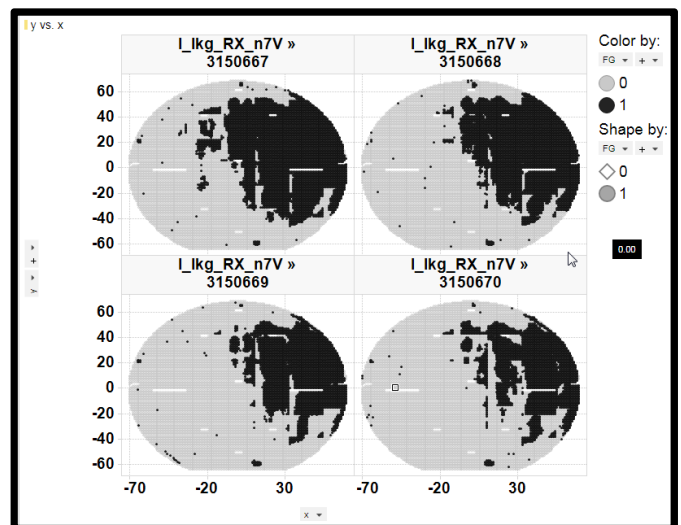 y vs. x
I_lkg_RX_n7V »
3150667
I_lkg_RX_n7V »
3150668
Color by:
FG +
0
1
Shape by:
FG +
0
1
60
40
20
0
-20
-40
-60
0.00
I_lkg_RX_n7V »
3150669
I_lkg_RX_n7V »
3150670
+
y
60
40
20
0
-20
-40
-60
-70 -20 30 -70 -20 30
x